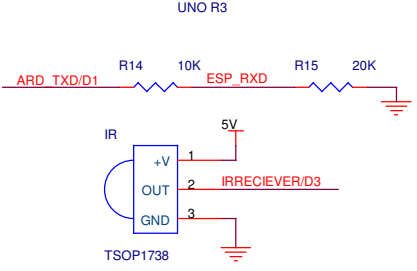 UNO R3
R14 10K R15 20K
ARD_TXD/D1 ESP_RXD
5V
IR
+V 1
OUT 2 IRRECIEVER/D3
GND 3
TSOP1738